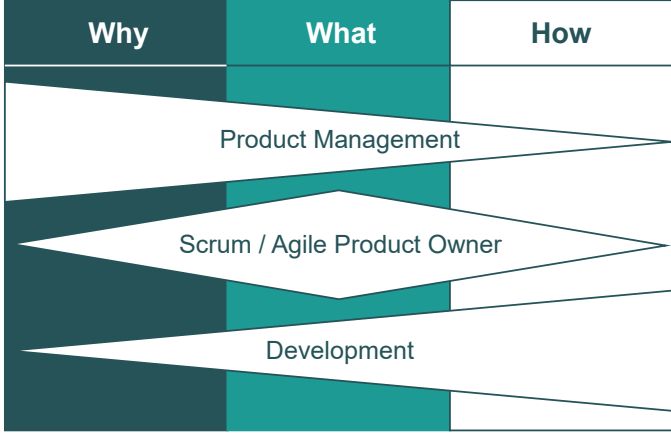 Why
What
How
Product Management
Scrum / Agile Product Owner
Development